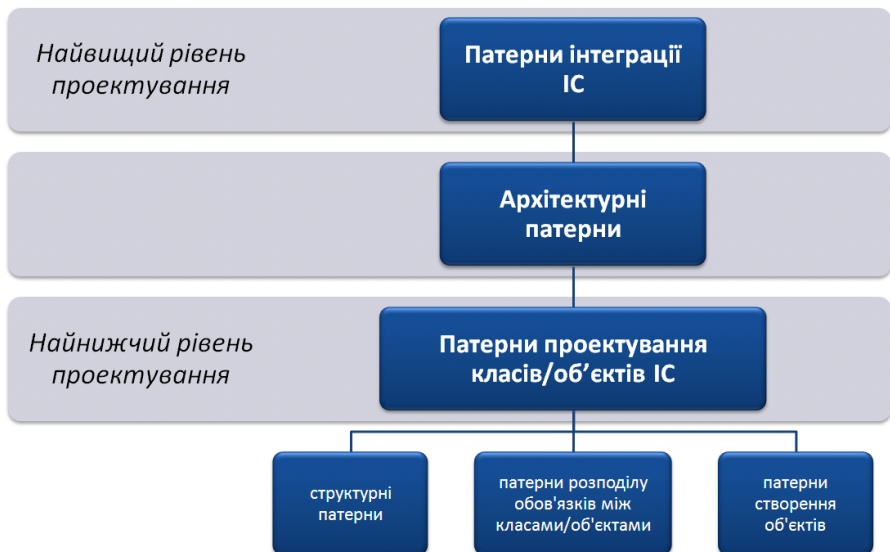 Найвищий рівень
проектування
Патерни інтеграції
ІС
Архітектурні
патерни
Найнижчий рівень
проектування
Патерни проектування
класів/об’єктів ІС
структурні
патерни
патерни розподілу
обов'язків між
класами/об'єктами
патерни
створення
об'єктів